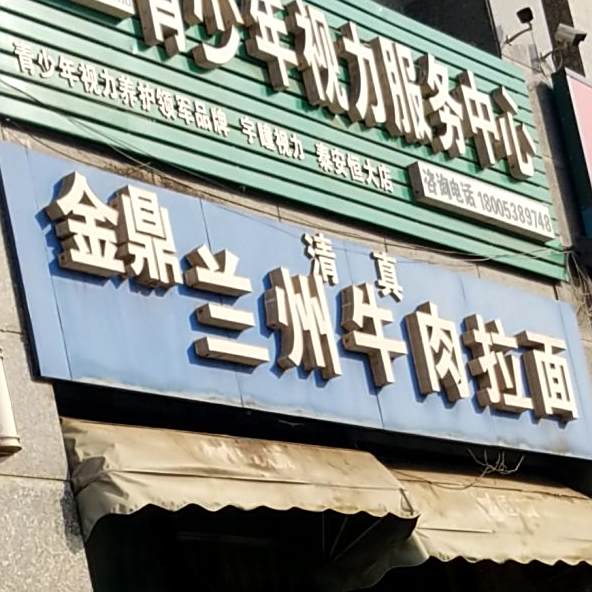 青少年视力服务中心
青少年视力养护领军品牌 宇瞳视力 泰安恒大店
咨询电话 18005389748
清真
金鼎兰州牛肉拉面